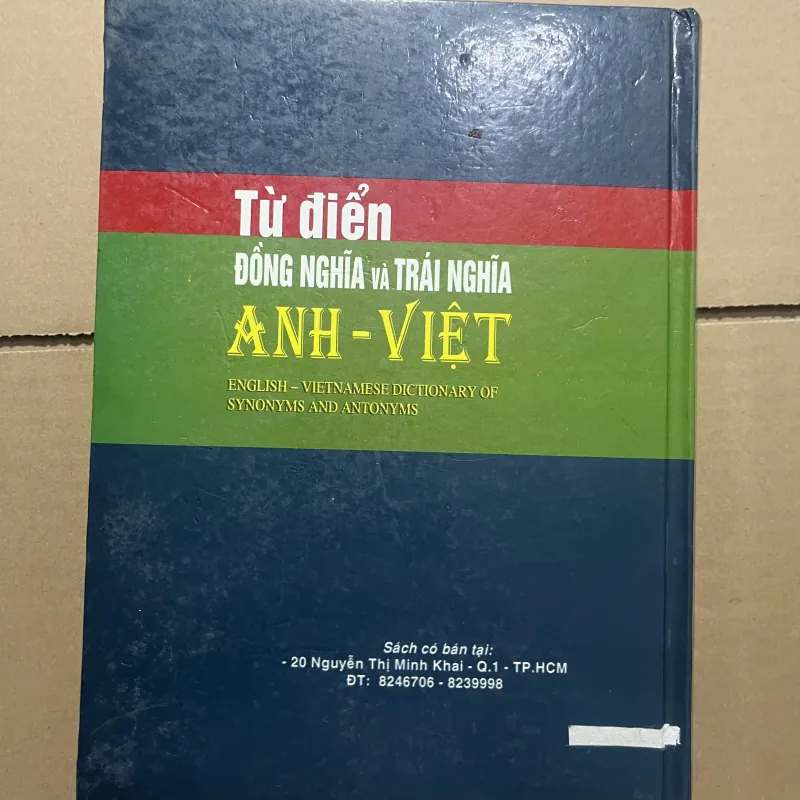 Từ điển
ĐỒNG NGHĨA VÀ TRÁI NGHĨA
ANH - VIỆT
ENGLISH – VIETNAMESE DICTIONARY OF
SYNONYMS AND ANTONYMS
Sách có bán tại:
- 20 Nguyễn Thị Minh Khai - Q.1 - TP.HCM
ĐT: 8246706 - 8239998